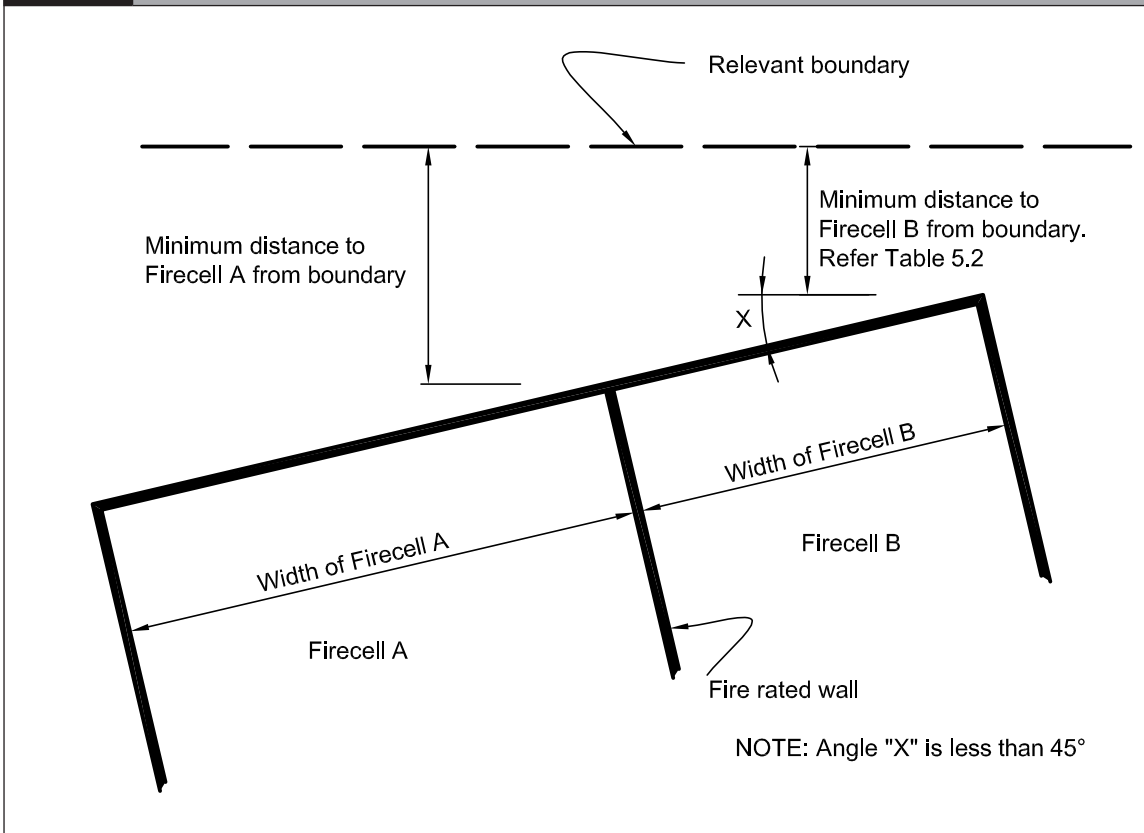 Relevant boundary
Minimum distance to
Firecell A from boundary
Minimum distance to
Firecell B from boundary.
Refer Table 5.2
X
Width of Firecell B
Width of Firecell A
Firecell B
Firecell A
Fire rated wall
NOTE: Angle "X" is less than 45°